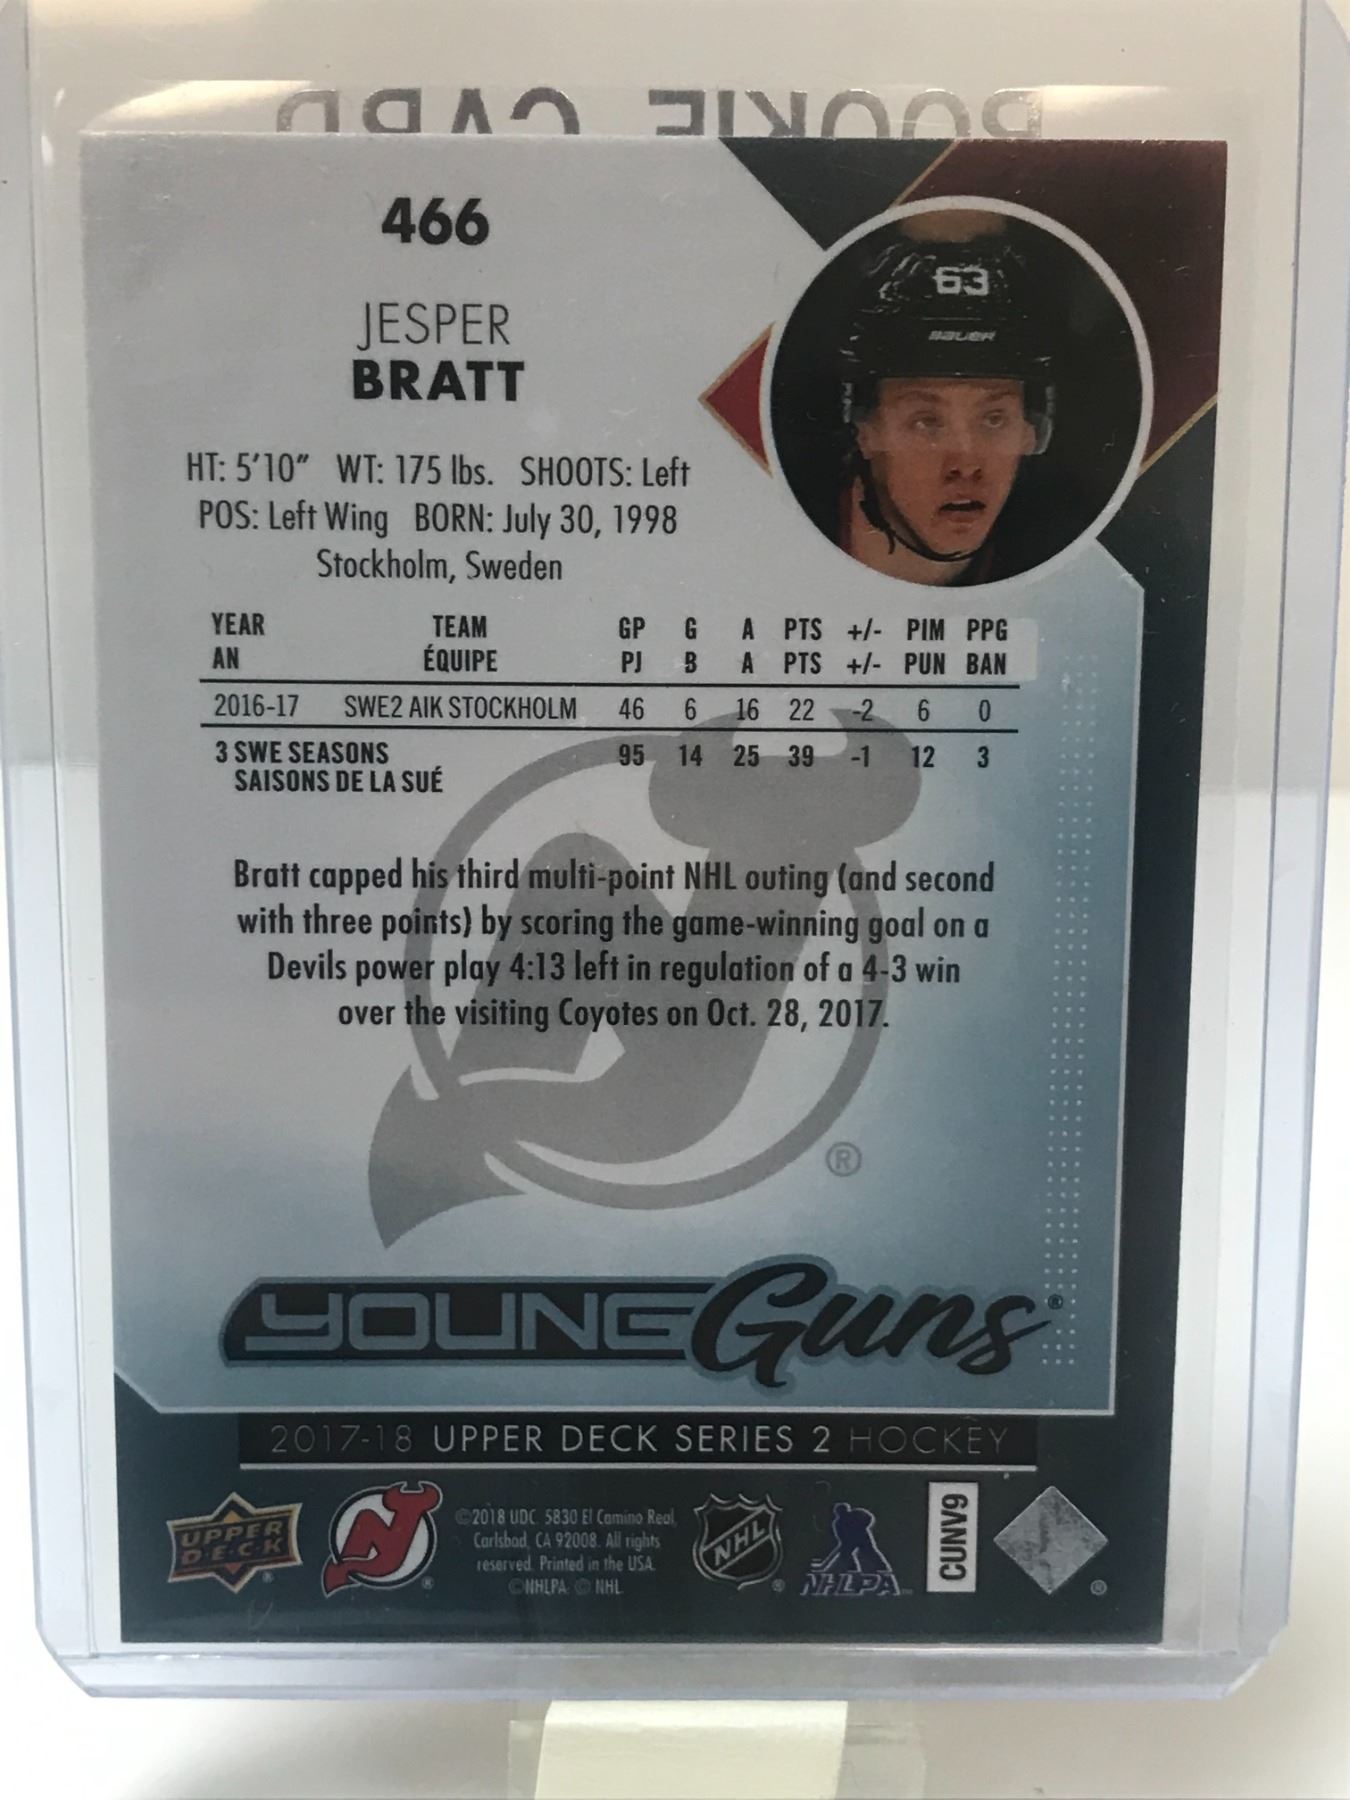 ROOKIE CARD
466
JESPER
BRATT
63
BAUER
HT: 5'10" WT: 175 lbs. SHOOTS: Left
POS: Left Wing BORN: July 30, 1998
Stockholm, Sweden
YEAR TEAM GP G A PTS +/- PIM PPG
AN ÉQUIPE PJ B A PTS +/- PUN BAN
2016-17 SWE2 AIK STOCKHOLM 46 6 16 22 -2 6 0
3 SWE SEASONS 95 14 25 39 -1 12 3
SAISONS DE LA SUÉ
Bratt capped his third multi-point NHL outing (and second
with three points) by scoring the game-winning goal on a
Devils power play 4:13 left in regulation of a 4-3 win
over the visiting Coyotes on Oct. 28, 2017.
®
YOUNG Guns®
2017-18 UPPER DECK SERIES 2 HOCKEY
UPPER
DECK
®
®
©2018 UDC. 5830 El Camino Real,
Carlsbad, CA 92008. All rights
reserved. Printed in the USA.
©NHLPA. © NHL.
NHL
®
NHLPA
CUNV9
®